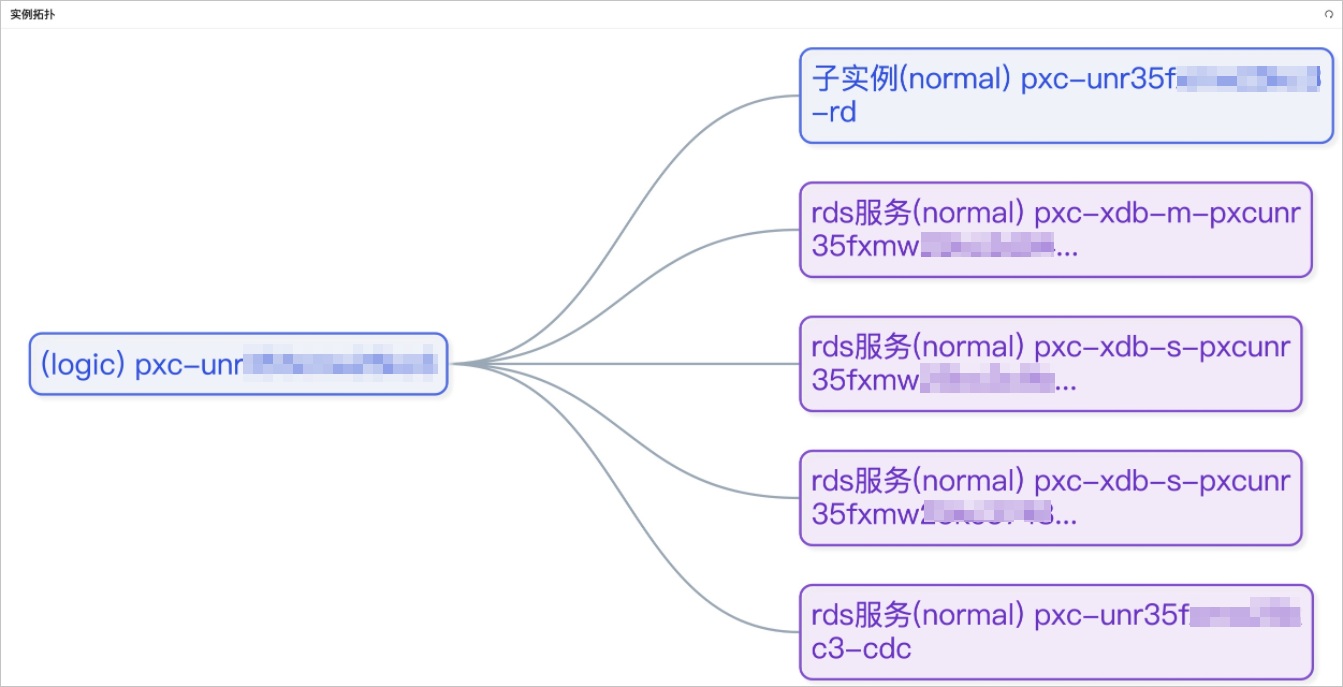 实例拓扑
(logic) pxc-unr
子实例(normal) pxc-unr35f
-rd
rds服务(normal) pxc-xdb-m-pxcunr
35fxmw...
rds服务(normal) pxc-xdb-s-pxcunr
35fxmw...
rds服务(normal) pxc-xdb-s-pxcunr
35fxmw...
rds服务(normal) pxc-unr35f
c3-cdc